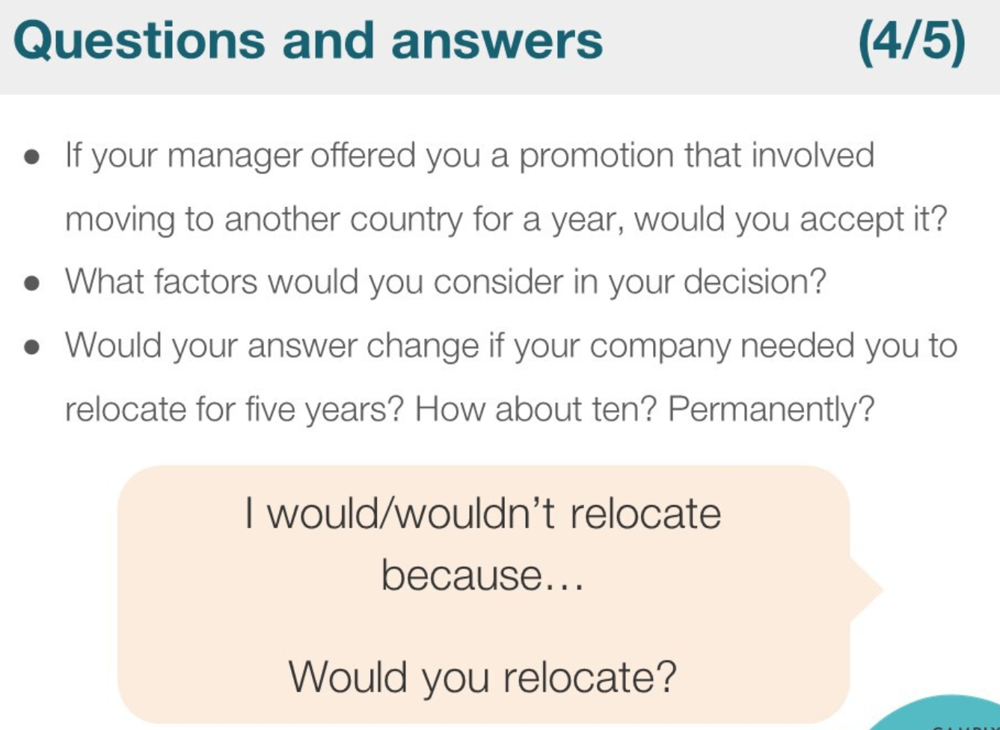 Questions and answers (4/5)
● If your manager offered you a promotion that involved
moving to another country for a year, would you accept it?
● What factors would you consider in your decision?
● Would your answer change if your company needed you to
relocate for five years? How about ten? Permanently?
I would/wouldn’t relocate
because…
Would you relocate?